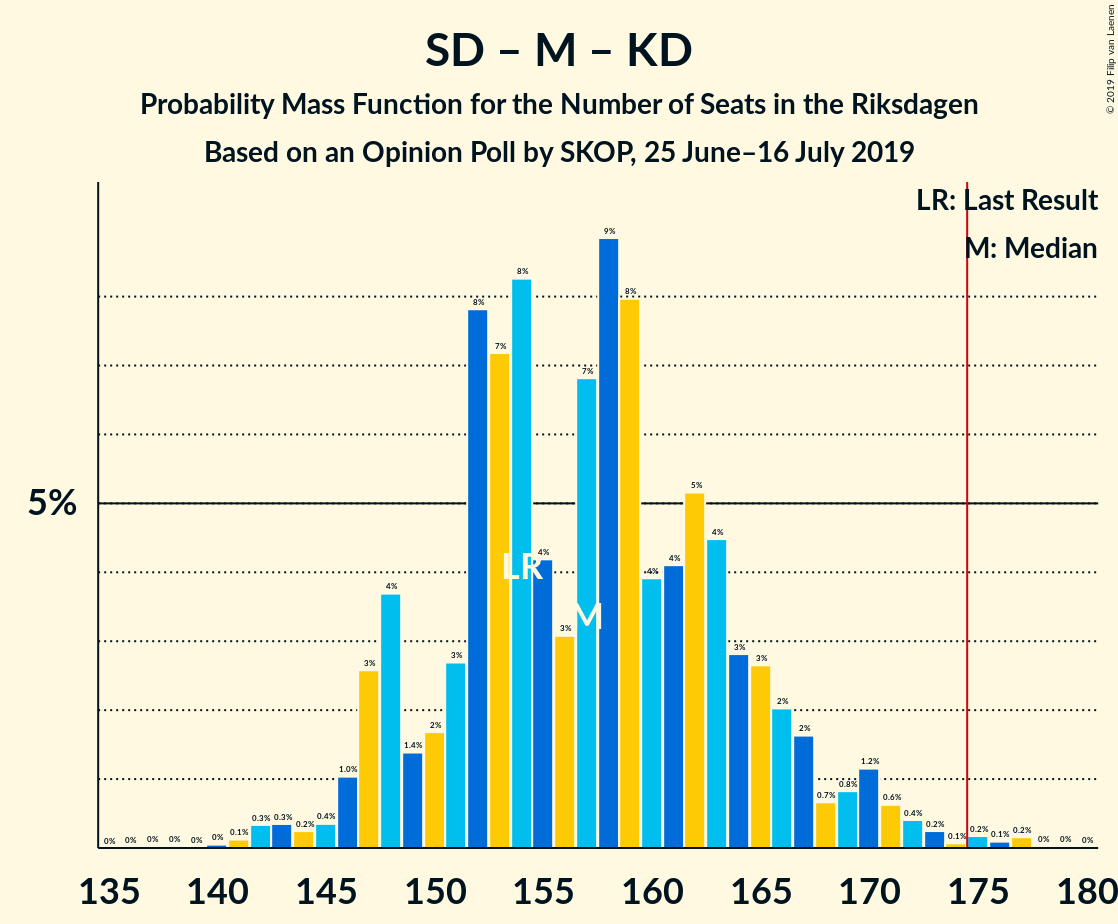 SD – M – KD
Probability Mass Function for the Number of Seats in the Riksdagen
Based on an Opinion Poll by SKOP, 25 June–16 July 2019
© 2019 Filip van Laenen
LR: Last Result
M: Median
5%
0% 0% 0% 0% 0% 0% 0.1% 0.3% 0.3% 0.2% 0.4% 1.0% 3% 4% 1.4% 2% 3% 8% 7% 8% 4% 3% 7% 9% 8% 4% 4% 5% 4% 3% 3% 2% 2% 0.7% 0.8% 1.2% 0.6% 0.4% 0.2% 0.1% 0.2% 0.1% 0.2% 0% 0% 0%
LR
M
135 140 145 150 155 160 165 170 175 180